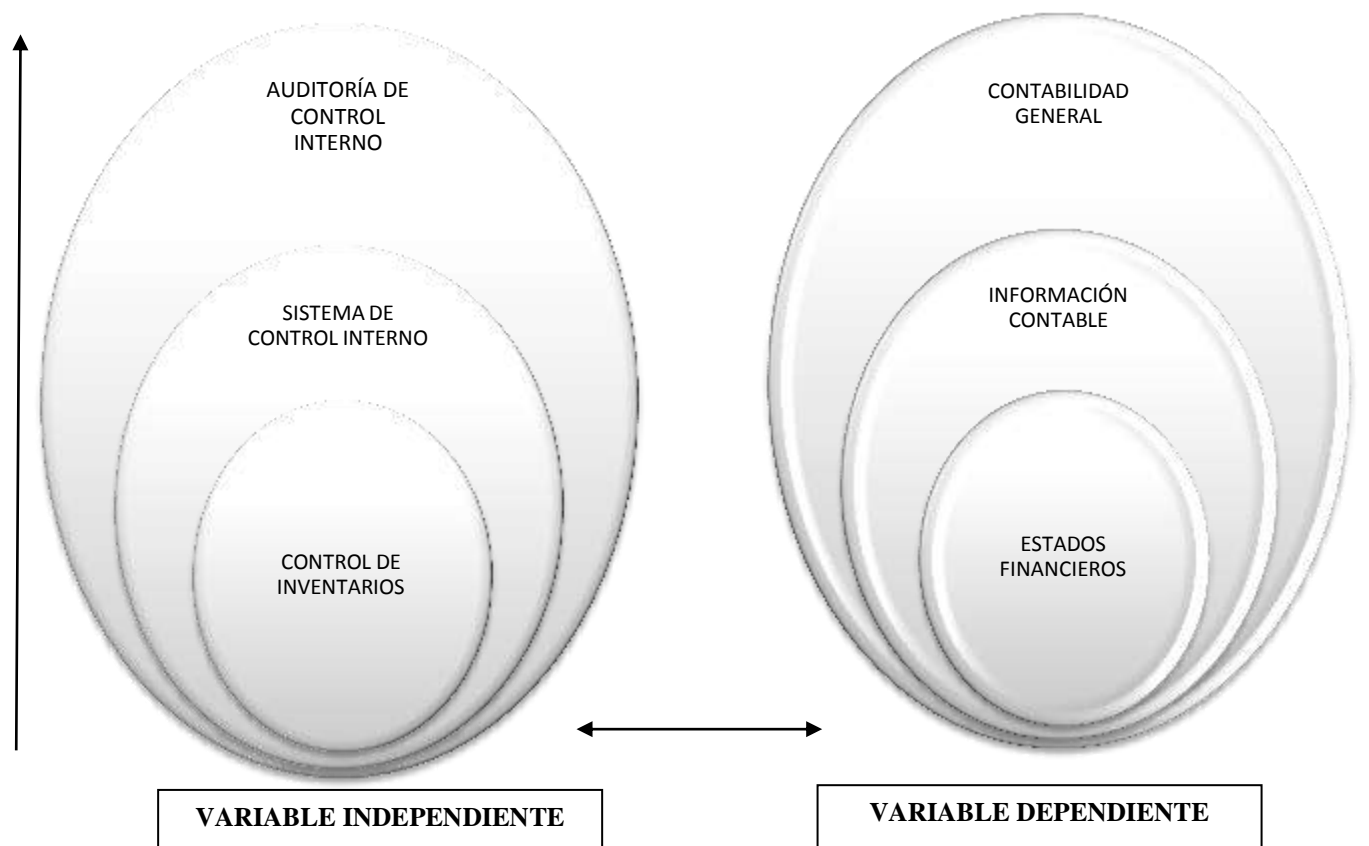 AUDITORÍA DE
CONTROL
INTERNO
SISTEMA DE
CONTROL INTERNO
CONTROL DE
INVENTARIOS
VARIABLE INDEPENDIENTE
CONTABILIDAD
GENERAL
INFORMACIÓN
CONTABLE
ESTADOS
FINANCIEROS
VARIABLE DEPENDIENTE